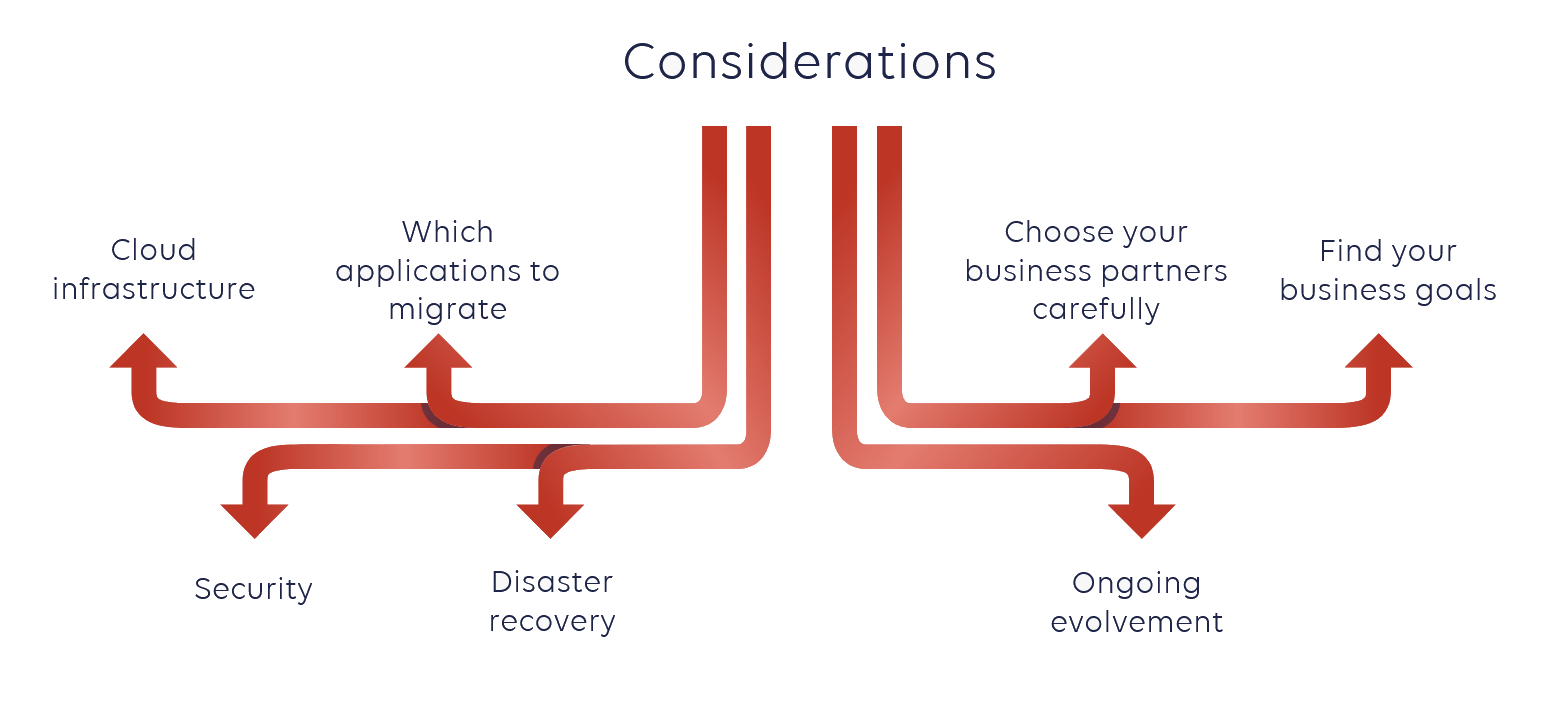 Considerations
Cloud
infrastructure
Which
applications to
migrate
Choose your
business partners
carefully
Find your
business goals
Security
Disaster
recovery
Ongoing
evolvement